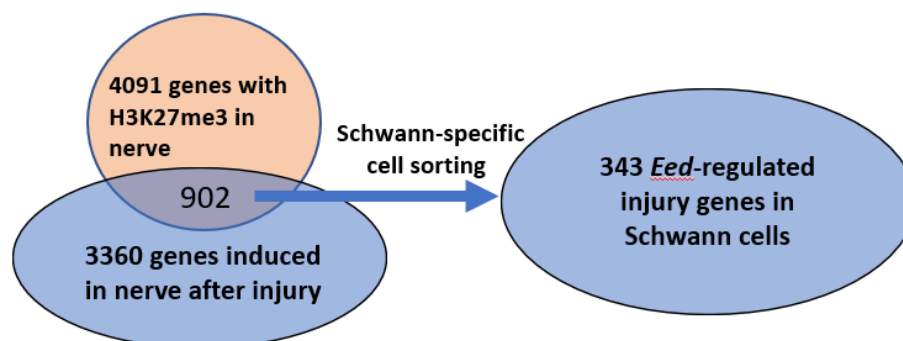 4091 genes with
H3K27me3 in
nerve
902
3360 genes induced
in nerve after injury
Schwann-specific
cell sorting
343 Eed-regulated
injury genes in
Schwann cells